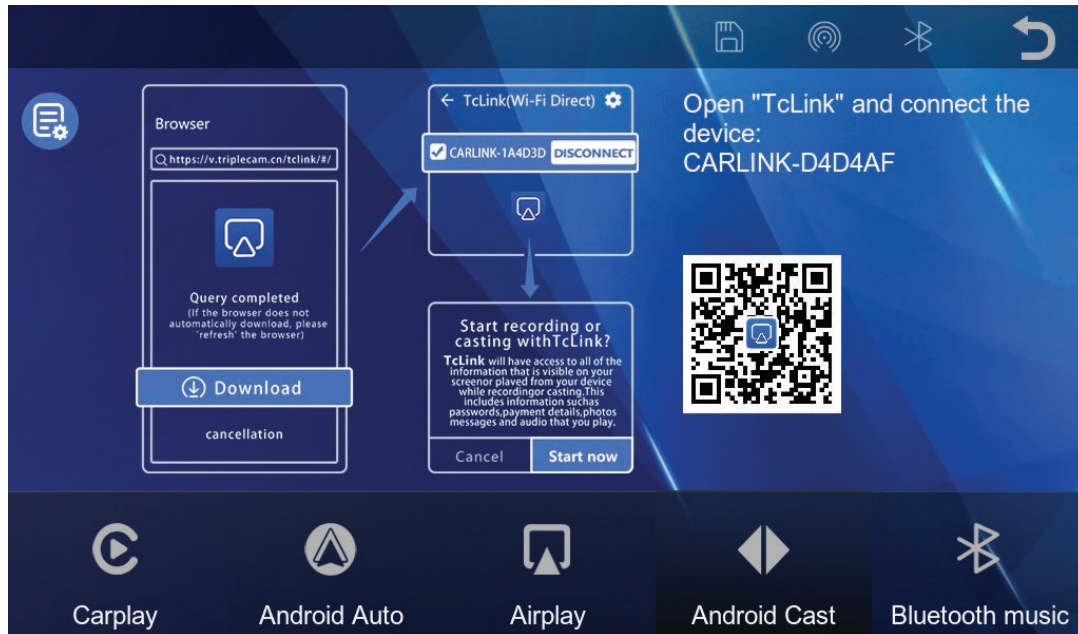 Browser
https://v.triplecam.cn/tclink/#/
Query completed
(If the browser does not
automatically download, please
'refresh' the browser)
Download
cancellation
TcLink(Wi-Fi Direct)
CARLINK-1A4D3D DISCONNECT
Start recording or
casting withTcLink?
TcLink will have access to all of the
information that is visible on your
screenor plaved from your device
while recordingor casting.This
includes information suchas
passwords,payment details,photos
messages and audio that you play.
Cancel Start now
Open "TcLink" and connect the
device:
CARLINK-D4D4AF
Carplay Android Auto Airplay Android Cast Bluetooth music